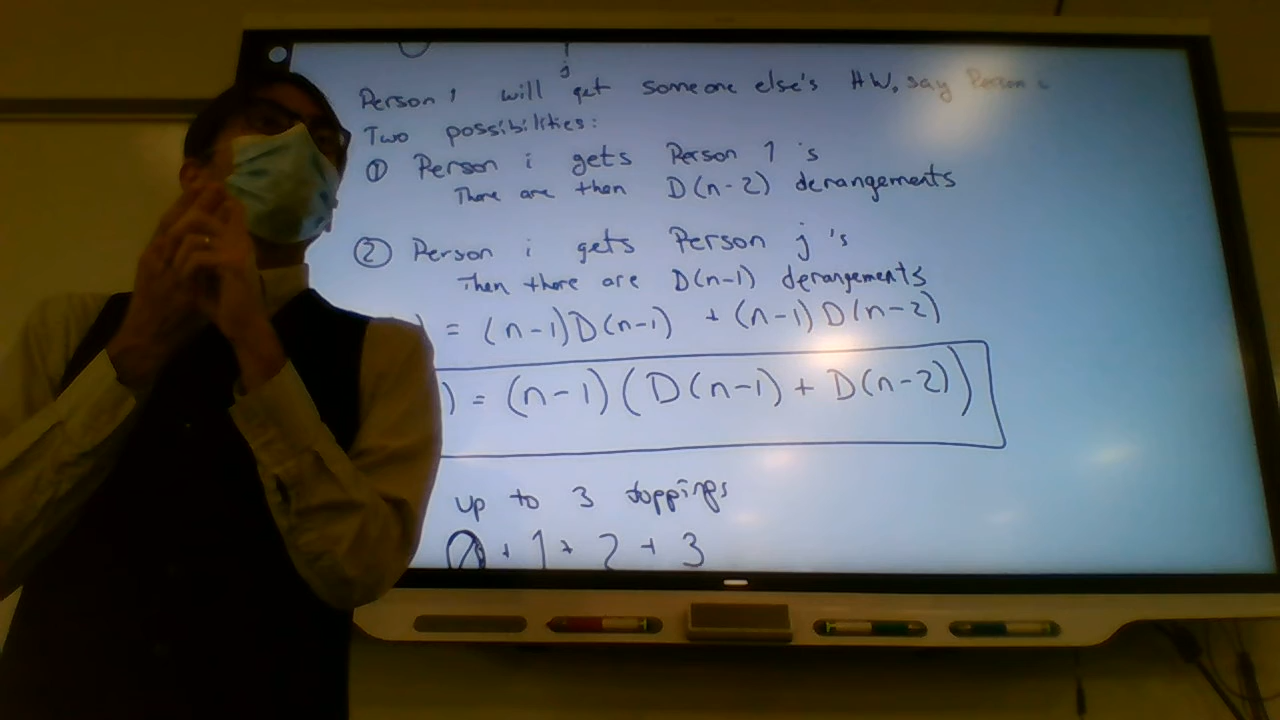 j
Person 1 will get someone else's HW, say Person i
Two possibilities:
① Person i gets Person 1's
There are then D(n-2) derangements
② Person i gets Person j's
Then there are D(n-1) derangements
) = (n-1)D(n-1) + (n-1)D(n-2)
) = (n-1)(D(n-1) + D(n-2))
up to 3 toppings
0 + 1 + 2 + 3